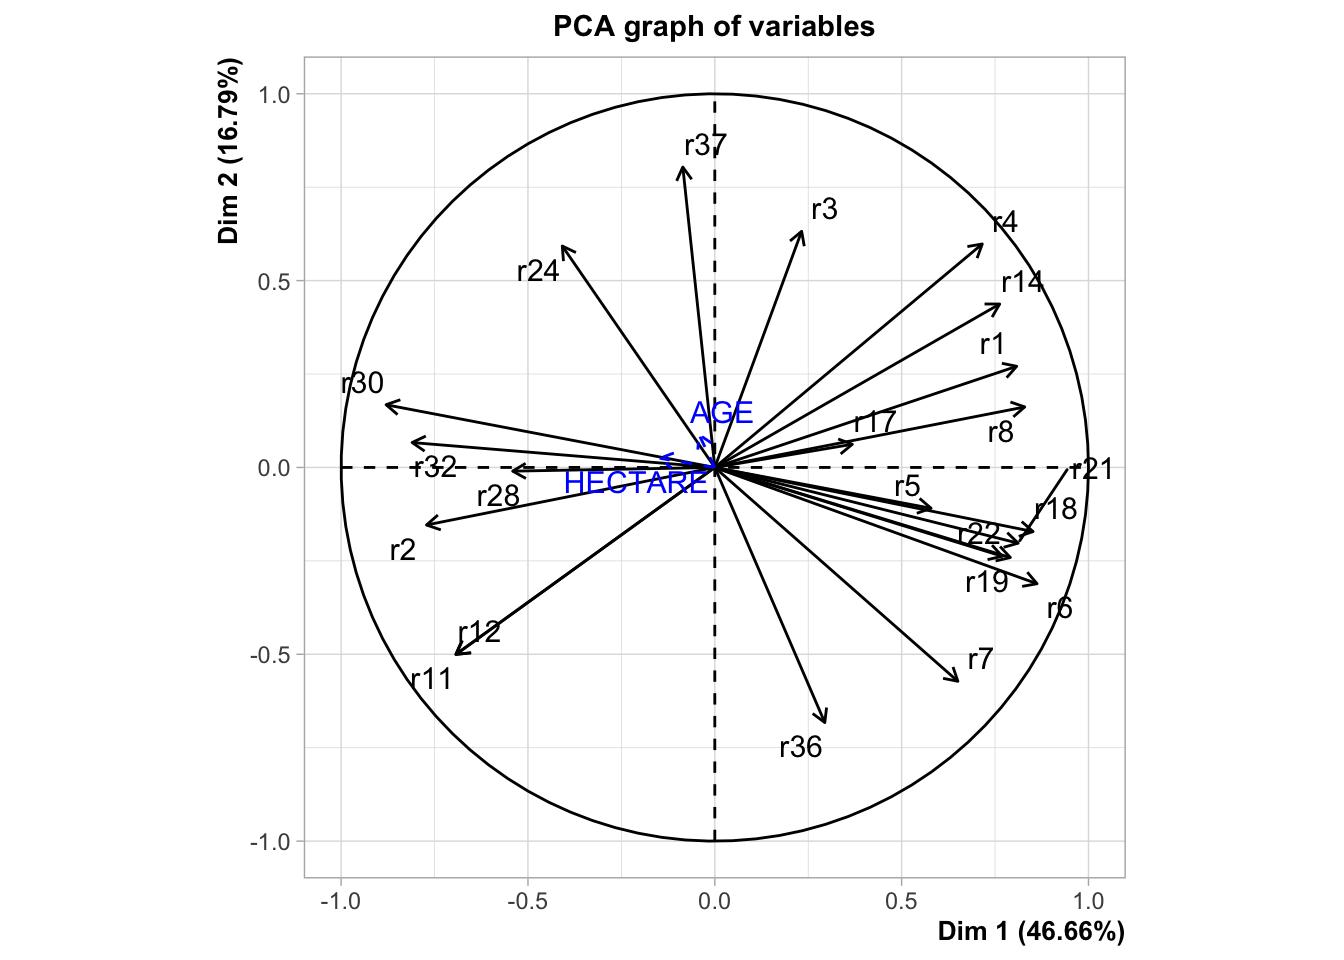 PCA graph of variables
Dim 2 (16.79%)
1.0
0.5
0.0
-0.5
-1.0
r37
r3
r4
r24
r14
r1
r30
AGE
r17
r8
r32
r21
HECTARE
r5
r28
r18
r22
r2
r19
r6
r12
r7
r11
r36
-1.0
-0.5
0.0
0.5
1.0
Dim 1 (46.66%)